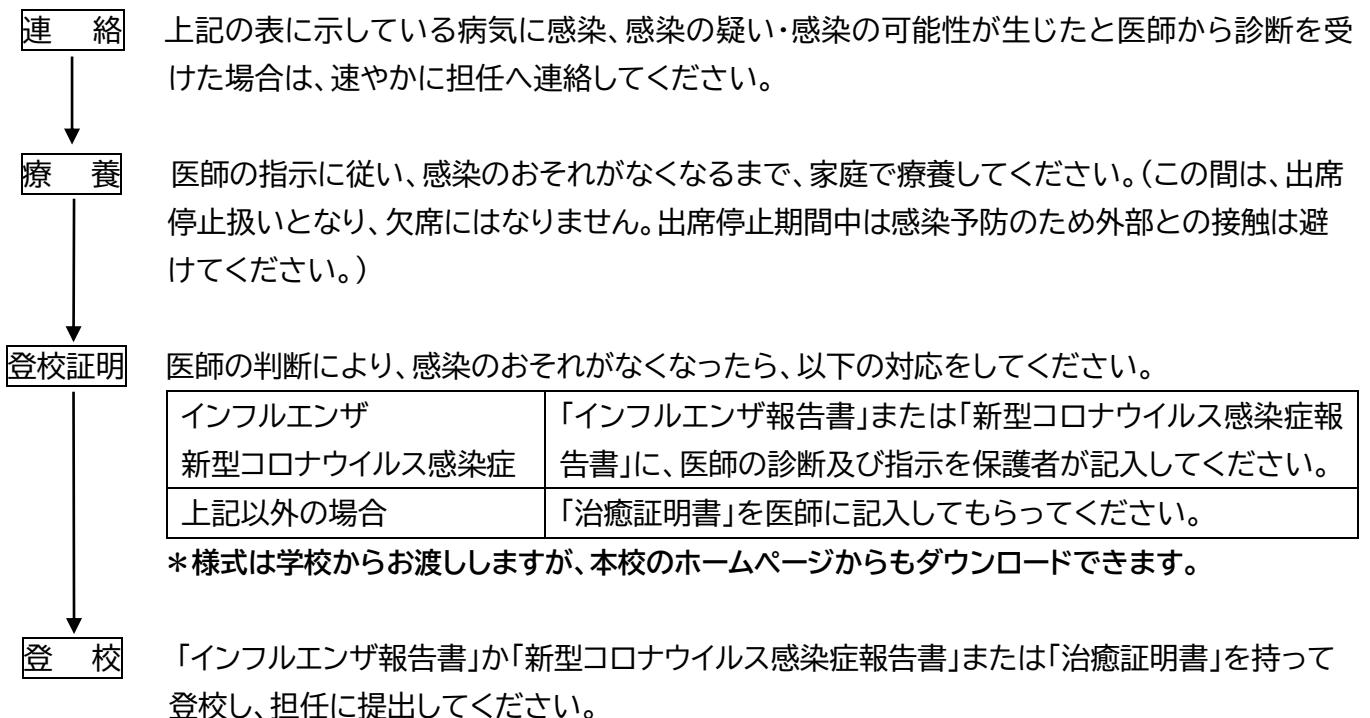 連　絡　上記の表に示している病気に感染、感染の疑い・感染の可能性が生じたと医師から診断を受
けた場合は、速やかに担任へ連絡してください。
療　養　医師の指示に従い、感染のおそれがなくなるまで、家庭で療養してください。（この間は、出席
停止扱いとなり、欠席にはなりません。出席停止期間中は感染予防のため外部との接触は避
けてください。）
登校証明　医師の判断により、感染のおそれがなくなったら、以下の対応をしてください。
インフルエンザ　「インフルエンザ報告書」または「新型コロナウイルス感染症報
新型コロナウイルス感染症　告書」に、医師の診断及び指示を保護者が記入してください。
上記以外の場合　「治癒証明書」を医師に記入してもらってください。
＊様式は学校からお渡ししますが、本校のホームページからもダウンロードできます。
登　校　「インフルエンザ報告書」か「新型コロナウイルス感染症報告書」または「治癒証明書」を持って
登校し、担任に提出してください。